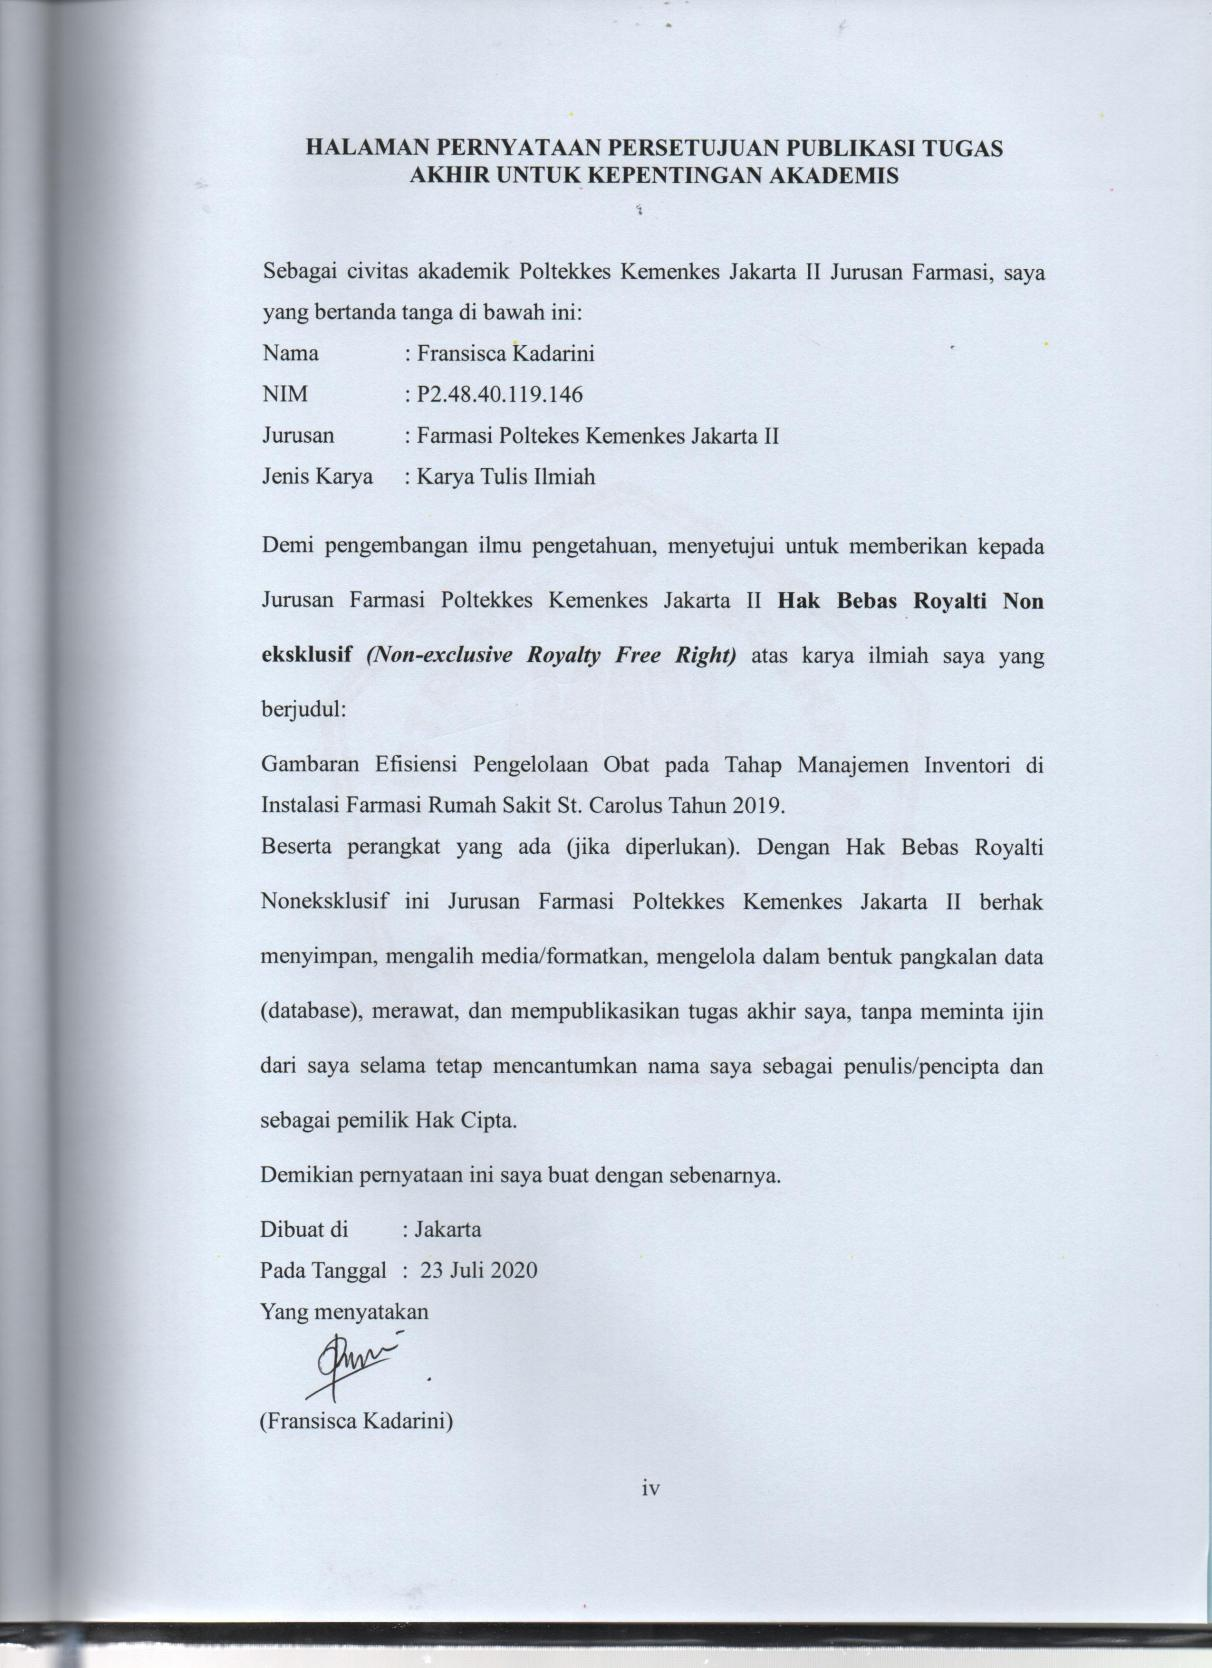 HALAMAN PERNYATAAN PERSETUJUAN PUBLIKASI TUGAS
AKHIR UNTUK KEPENTINGAN AKADEMIS
Sebagai civitas akademik Poltekkes Kemenkes Jakarta II Jurusan Farmasi, saya
yang bertanda tanga di bawah ini:
Nama : Fransisca Kadarini
NIM : P2.48.40.119.146
Jurusan : Farmasi Poltekes Kemenkes Jakarta II
Jenis Karya : Karya Tulis Ilmiah
Demi pengembangan ilmu pengetahuan, menyetujui untuk memberikan kepada
Jurusan Farmasi Poltekkes Kemenkes Jakarta II Hak Bebas Royalti Non
eksklusif (Non-exclusive Royalty Free Right) atas karya ilmiah saya yang
berjudul:
Gambaran Efisiensi Pengelolaan Obat pada Tahap Manajemen Inventori di
Instalasi Farmasi Rumah Sakit St. Carolus Tahun 2019.
Beserta perangkat yang ada (jika diperlukan). Dengan Hak Bebas Royalti
Noneksklusif ini Jurusan Farmasi Poltekkes Kemenkes Jakarta II berhak
menyimpan, mengalih media/formatkan, mengelola dalam bentuk pangkalan data
(database), merawat, dan mempublikasikan tugas akhir saya, tanpa meminta ijin
dari saya selama tetap mencantumkan nama saya sebagai penulis/pencipta dan
sebagai pemilik Hak Cipta.
Demikian pernyataan ini saya buat dengan sebenarnya.
Dibuat di : Jakarta
Pada Tanggal : 23 Juli 2020
Yang menyatakan
(Fransisca Kadarini)
iv